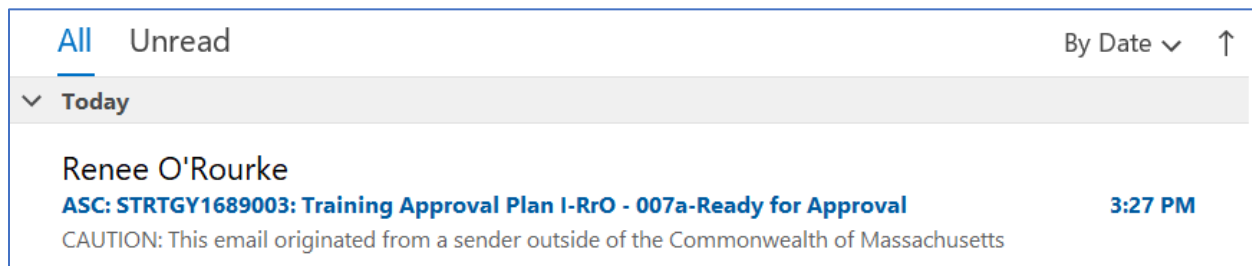 All Unread By Date
Today
Renee O'Rourke
ASC: STRTGY1689003: Training Approval Plan I-RrO - 007a-Ready for Approval 3:27 PM
CAUTION: This email originated from a sender outside of the Commonwealth of Massachusetts